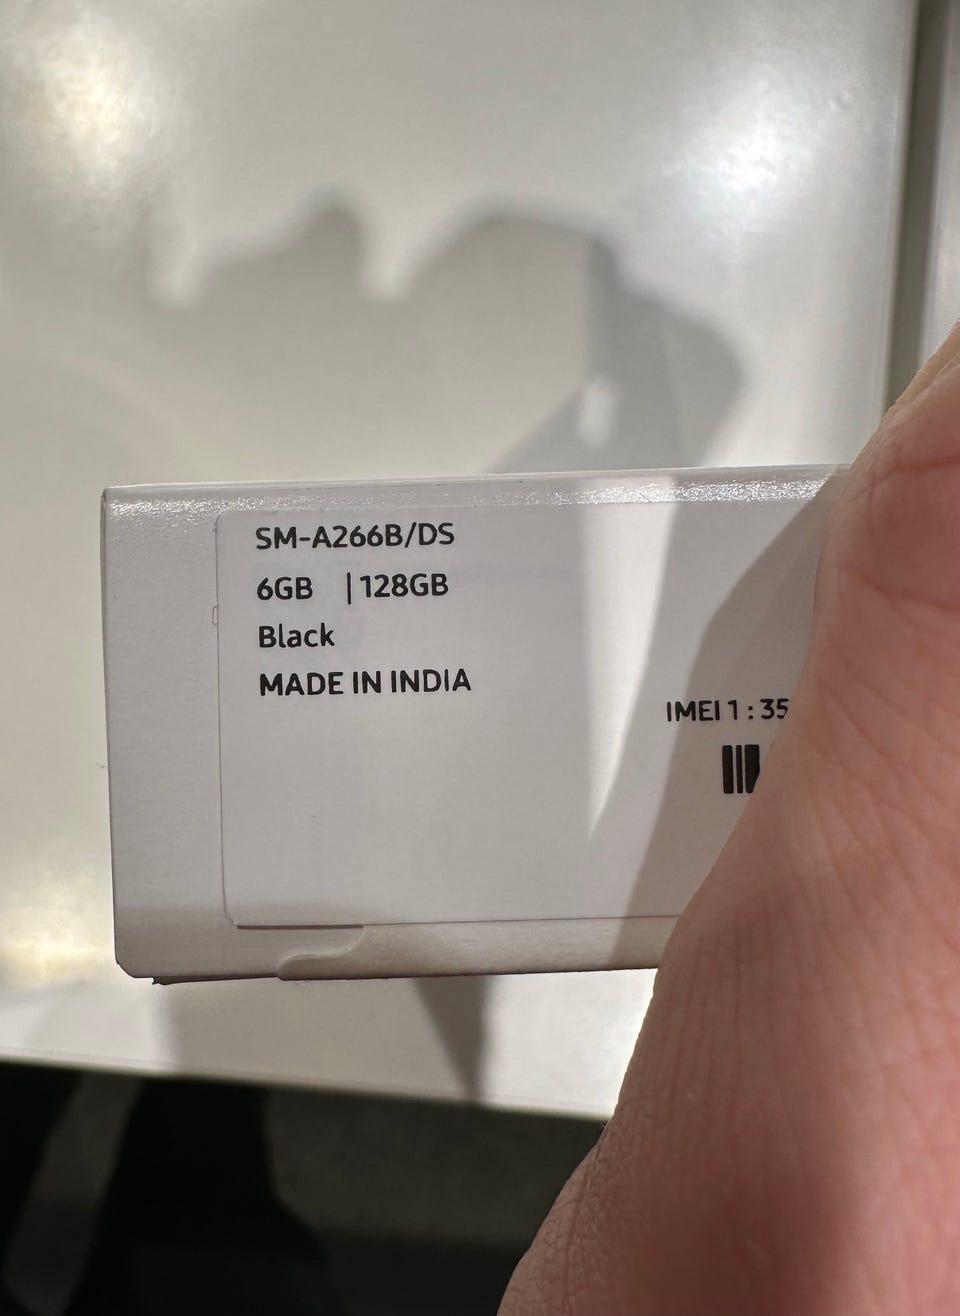 SM-A266B/DS
6GB | 128GB
Black
MADE IN INDIA
IMEI 1 : 35